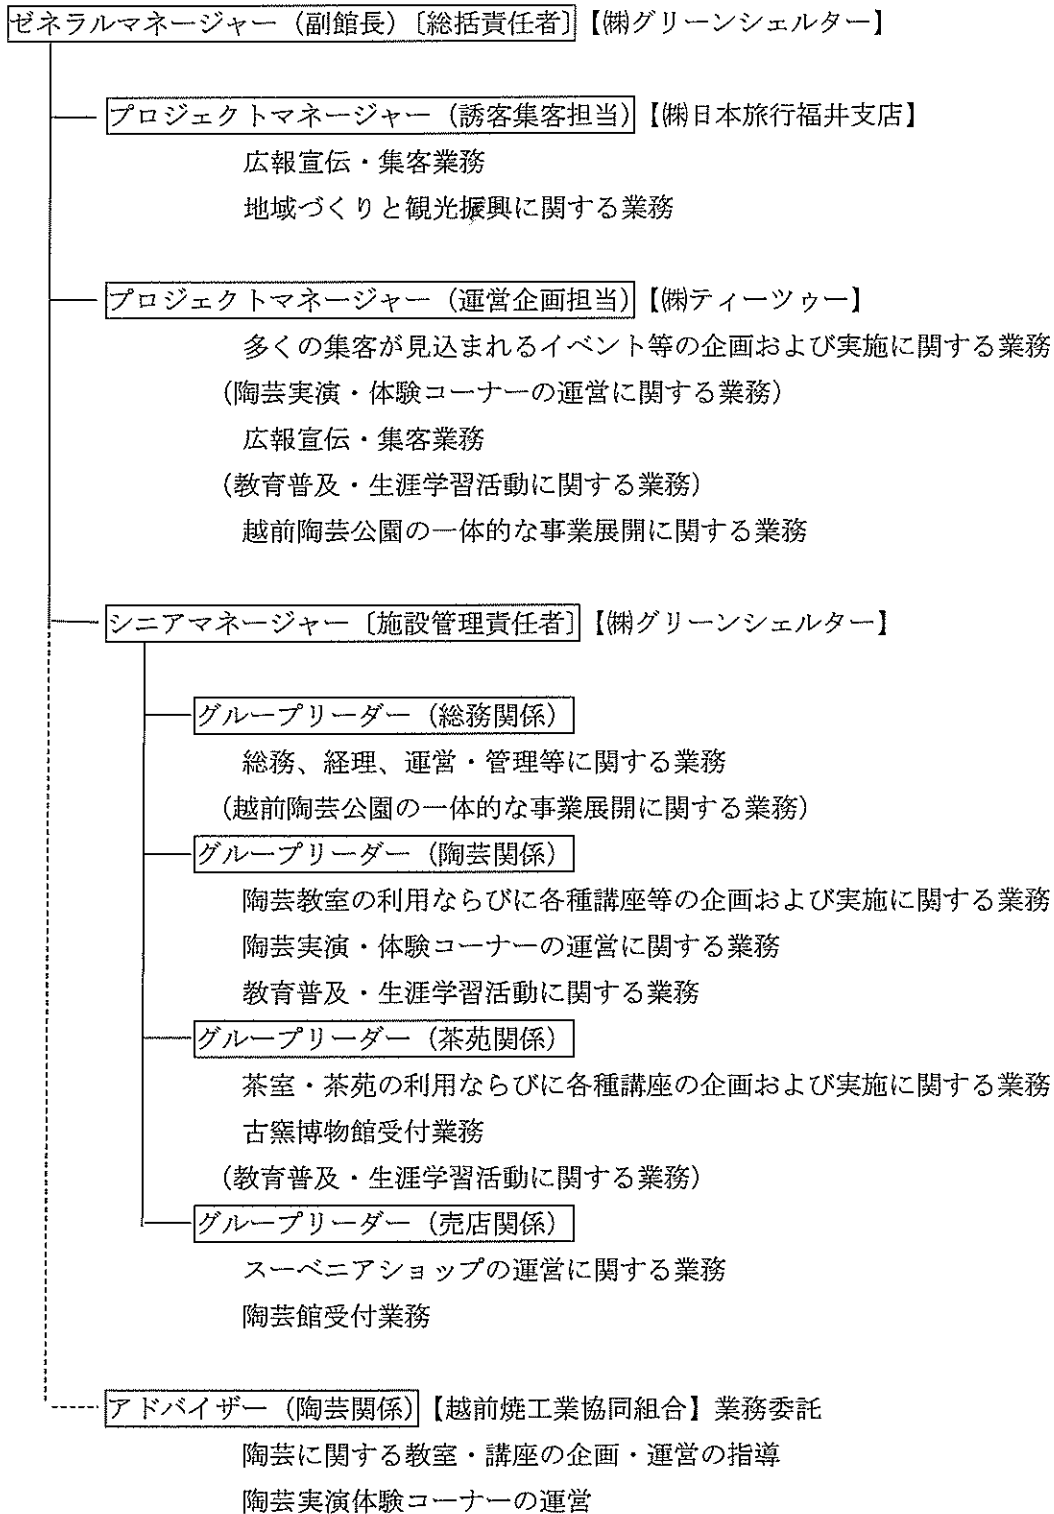 ゼネラルマネージャー（副館長）〔総括責任者〕【㈱グリーンシェルター】
プロジェクトマネージャー（誘客集客担当）【㈱日本旅行福井支店】
広報宣伝・集客業務
地域づくりと観光振興に関する業務
プロジェクトマネージャー（運営企画担当）【㈱ティーツゥー】
多くの集客が見込まれるイベント等の企画および実施に関する業務
（陶芸実演・体験コーナーの運営に関する業務）
広報宣伝・集客業務
（教育普及・生涯学習活動に関する業務）
越前陶芸公園の一体的な事業展開に関する業務
シニアマネージャー〔施設管理責任者〕【㈱グリーンシェルター】
グループリーダー（総務関係）
総務、経理、運営・管理等に関する業務
（越前陶芸公園の一体的な事業展開に関する業務）
グループリーダー（陶芸関係）
陶芸教室の利用ならびに各種講座等の企画および実施に関する業務
陶芸実演・体験コーナーの運営に関する業務
教育普及・生涯学習活動に関する業務
グループリーダー（茶苑関係）
茶室・茶苑の利用ならびに各種講座の企画および実施に関する業務
古窯博物館受付業務
（教育普及・生涯学習活動に関する業務）
グループリーダー（売店関係）
スーベニアショップの運営に関する業務
陶芸館受付業務
アドバイザー（陶芸関係）【越前焼工業協同組合】業務委託
陶芸に関する教室・講座の企画・運営の指導
陶芸実演体験コーナーの運営